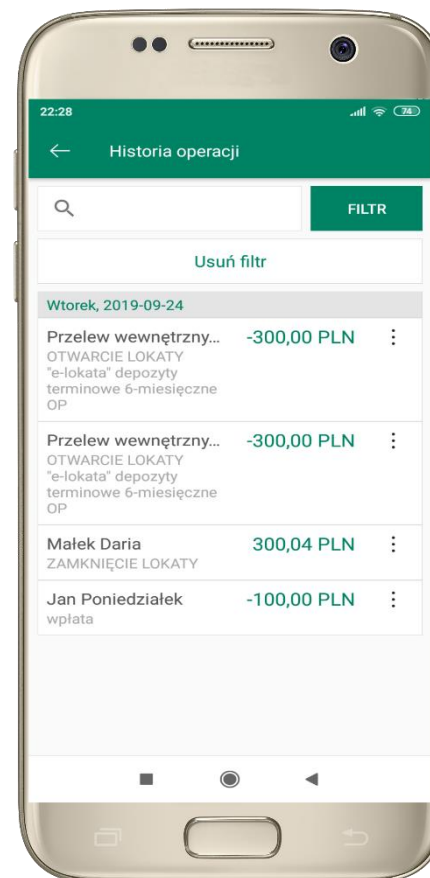 22:28 74
Historia operacji
FILTR
Usuń filtr
Wtorek, 2019-09-24
Przelew wewnętrzny... -300,00 PLN
OTWARCIE LOKATY
"e-lokata" depozyty
terminowe 6-miesięczne
OP
Przelew wewnętrzny... -300,00 PLN
OTWARCIE LOKATY
"e-lokata" depozyty
terminowe 6-miesięczne
OP
Małek Daria 300,04 PLN
ZAMKNIĘCIE LOKATY
Jan Poniedziałek -100,00 PLN
wpłata